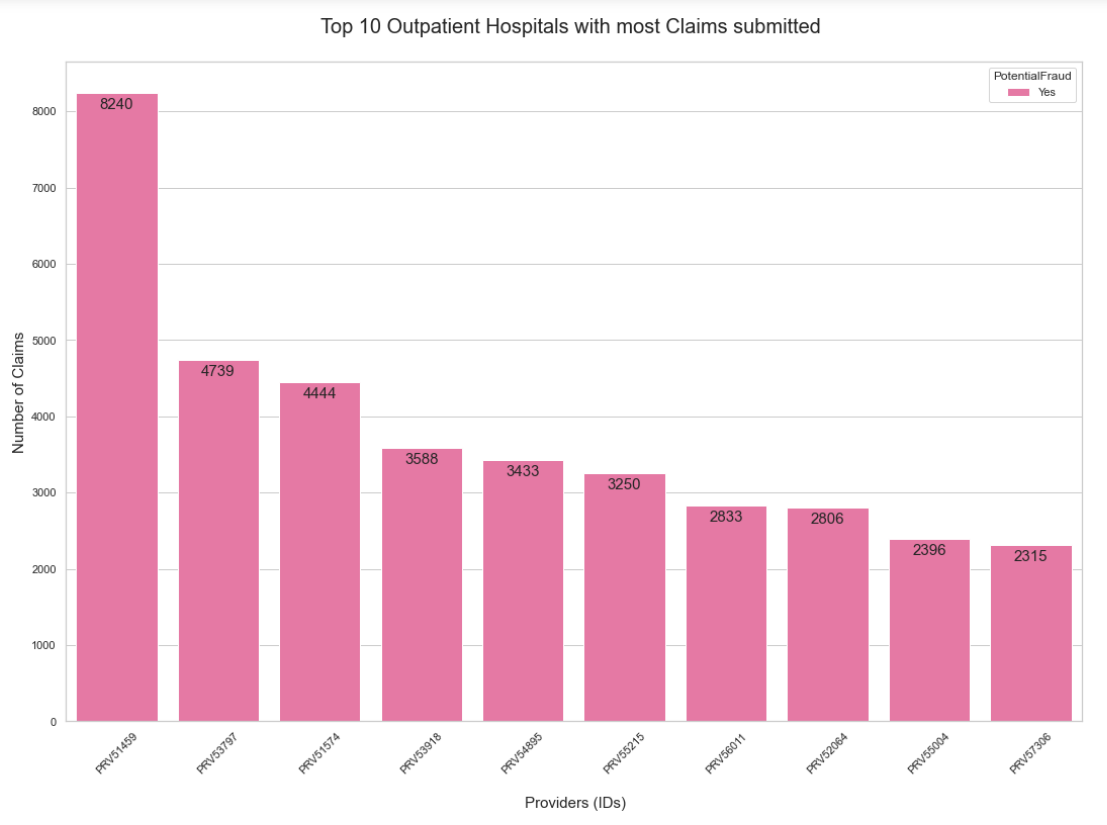 Top 10 Outpatient Hospitals with most Claims submitted
PotentialFraud
Yes
Number of Claims
8000
7000
6000
5000
4000
3000
2000
1000
0
8240
4739
4444
3588
3433
3250
2833
2806
2396
2315
PRV51459
PRV53797
PRV51574
PRV53918
PRV54895
PRV55215
PRV56011
PRV52064
PRV55004
PRV57306
Providers (IDs)